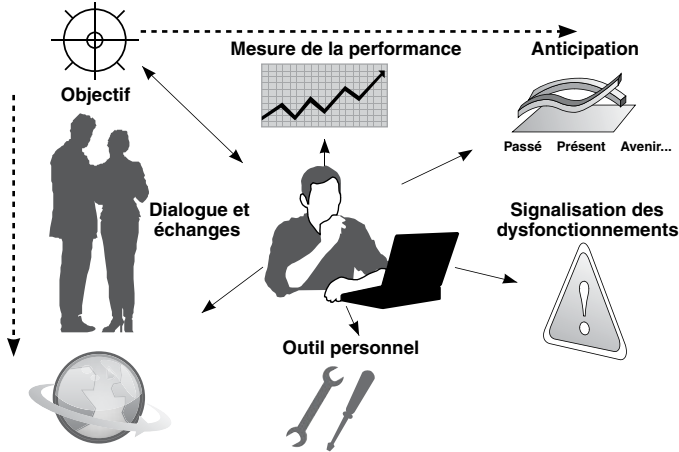 Mesure de la performance
Anticipation
Objectif
Passé Présent Avenir...
Dialogue et
échanges
Signalisation des
dysfonctionnements
Outil personnel